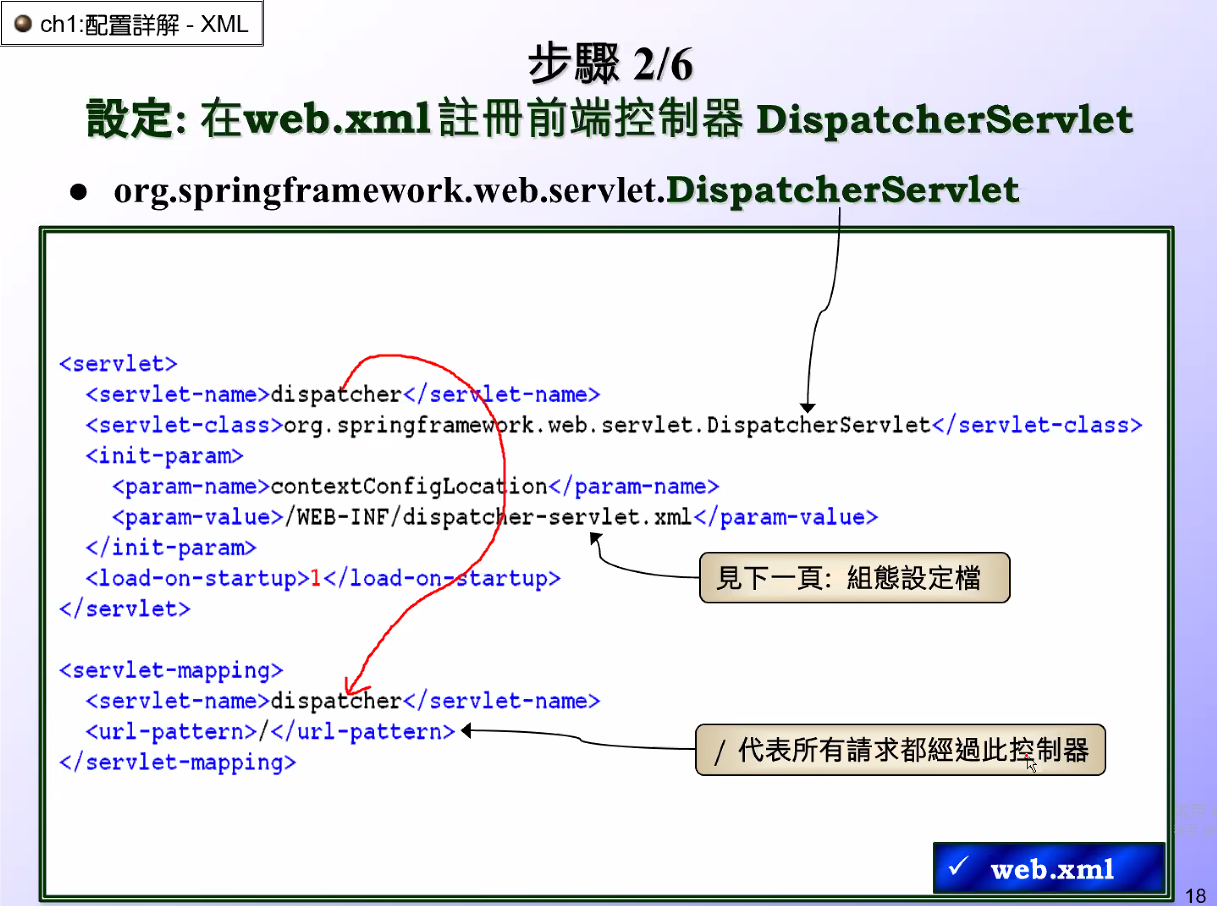 ch1:配置詳解 - XML
步驟 2/6
設定: 在web.xml註冊前端控制器 DispatcherServlet
● org.springframework.web.servlet.DispatcherServlet
<servlet>
<servlet-name>dispatcher</servlet-name>
<servlet-class>org.springframework.web.servlet.DispatcherServlet</servlet-class>
<init-param>
<param-name>contextConfigLocation</param-name>
<param-value>/WEB-INF/dispatcher-servlet.xml</param-value>
</init-param>
見下一頁: 組態設定檔
<load-on-startup>1</load-on-startup>
</servlet>
<servlet-mapping>
<servlet-name>dispatcher</servlet-name>
<url-pattern>/</url-pattern>
/ 代表所有請求都經過此控制器
</servlet-mapping>
✓ web.xml
18